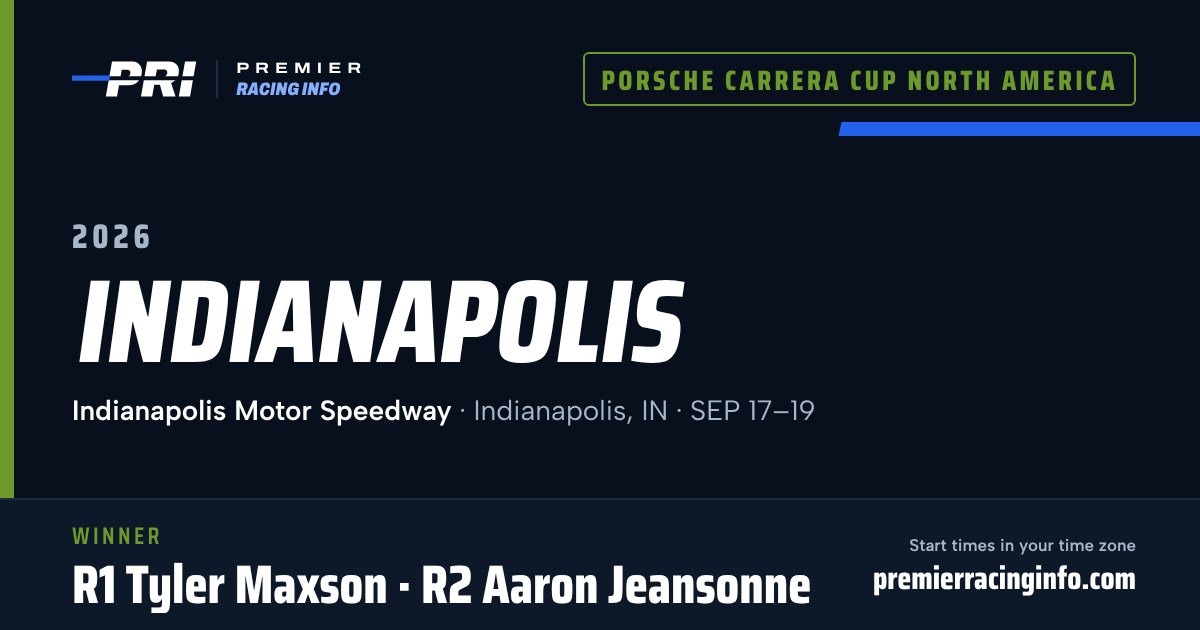 PRI
PREMIER
RACING INFO
PORSCHE CARRERA CUP NORTH AMERICA
2026
INDIANAPOLIS
Indianapolis Motor Speedway · Indianapolis, IN · SEP 17–19
WINNER
R1 Tyler Maxson · R2 Aaron Jeansonne
Start times in your time zone
premierracinginfo.com